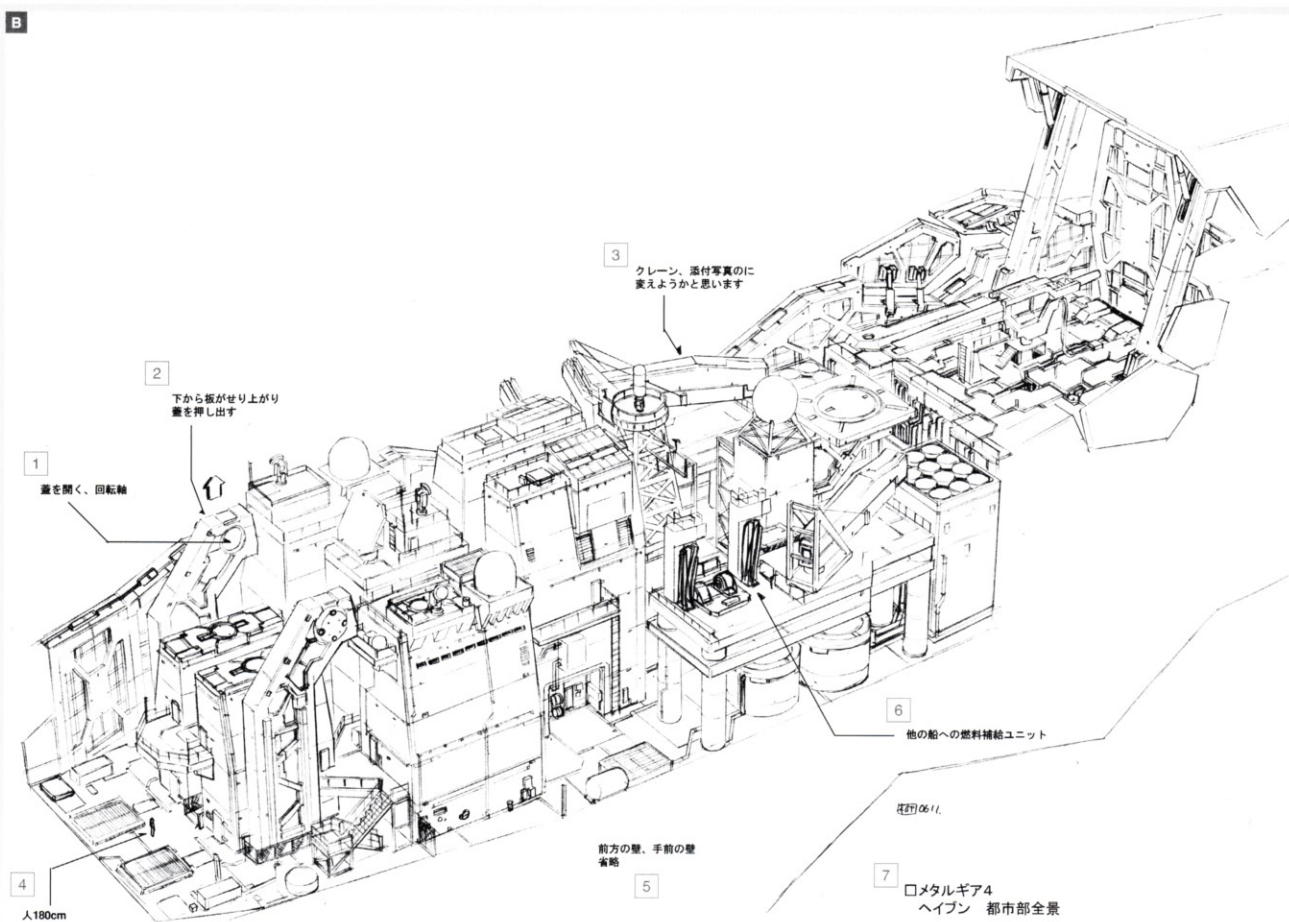 B
3
クレーン、添付写真のに
変えようかと思います
2
下から板がせり上がり
蓋を押し出す
1
蓋を開く、回転軸
6
他の船への燃料補給ユニット
0611.
前方の壁、手前の壁
省略
5
4
人180cm
7
口メタルギア4
ヘイブン 都市部全景